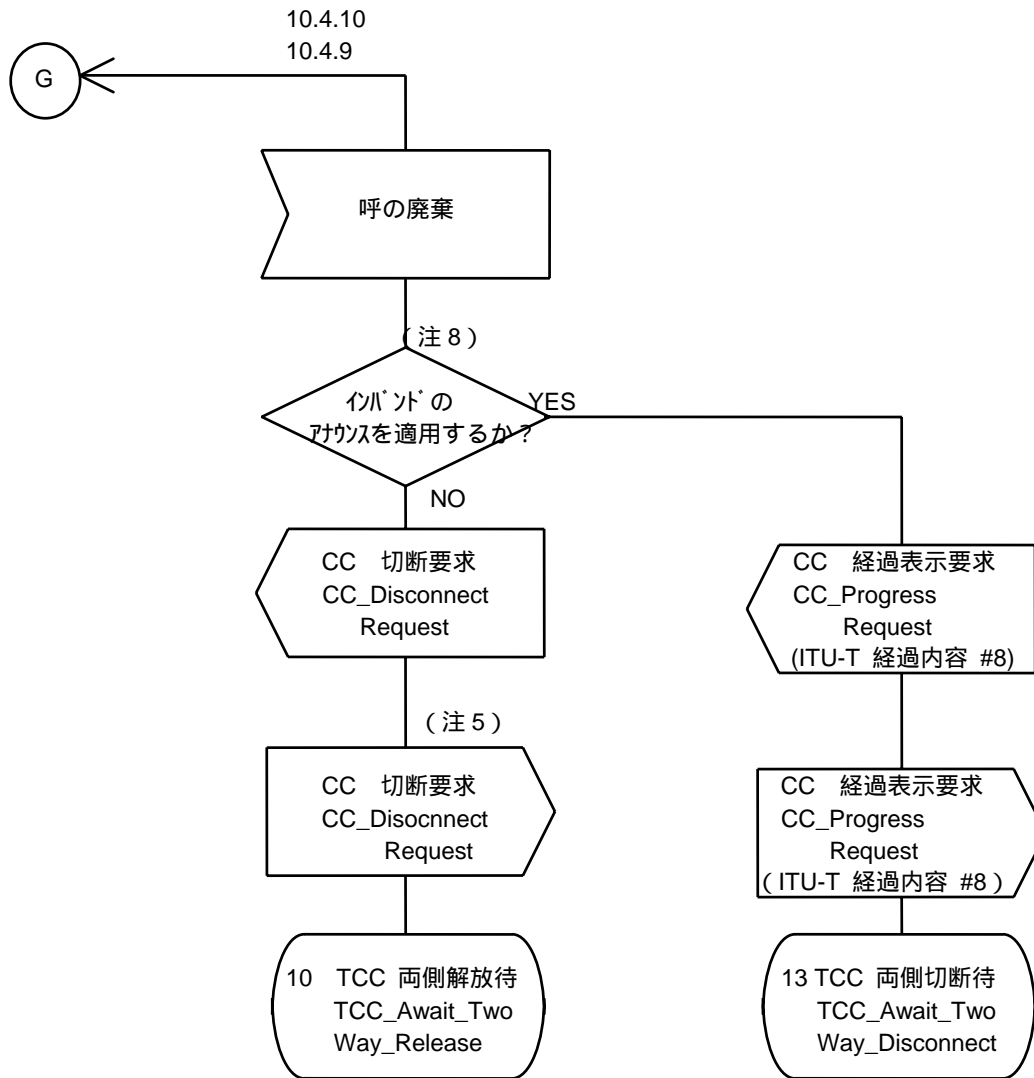 10.4.10
10.4.9
G
呼の廃棄
（注8）
ｲﾝﾊﾞﾝﾄﾞの
ｱﾅｳﾝｽを適用するか？
YES
NO
CC　切断要求
CC_Disconnect
Request
CC　経過表示要求
CC_Progress
Request
(ITU-T 経過内容 #8)
（注5）
CC　切断要求
CC_Disocnnect
Request
CC　経過表示要求
CC_Progress
Request
（ITU-T 経過内容 #8）
10　TCC 両側解放待
TCC_Await_Two
Way_Release
13 TCC 両側切断待
TCC_Await_Two
Way_Disconnect